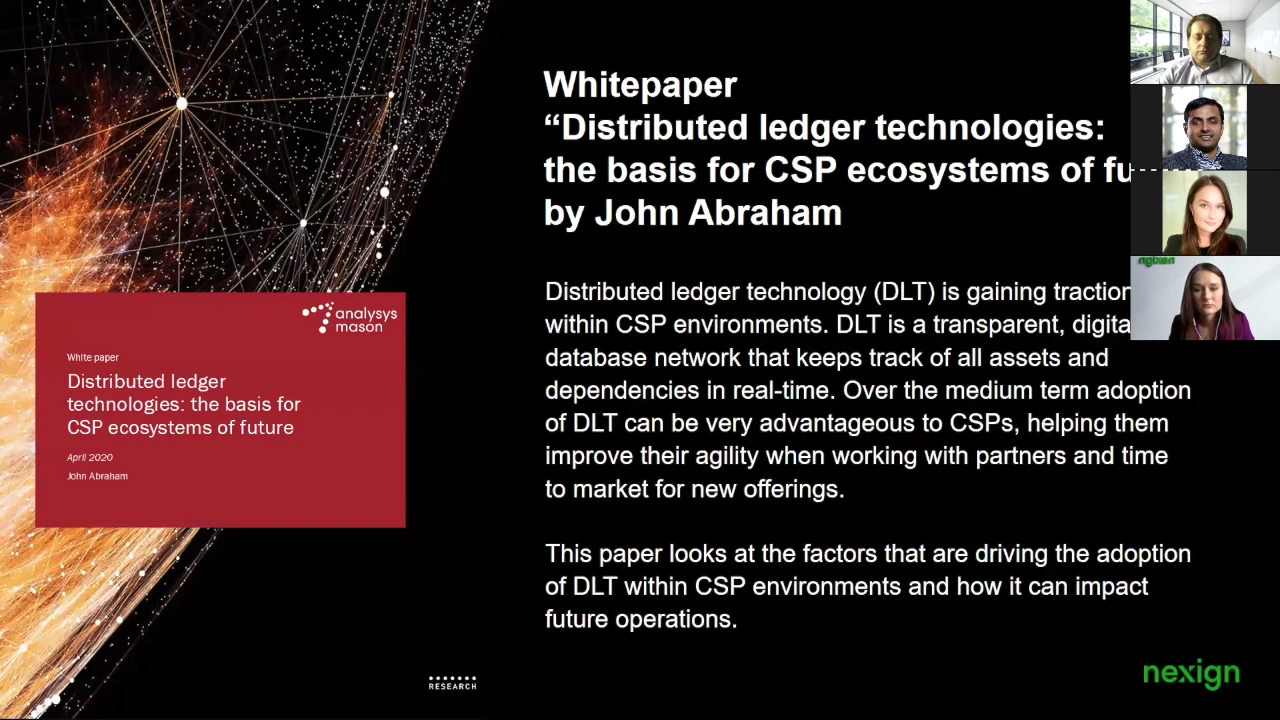 Whitepaper
“Distributed ledger technologies:
the basis for CSP ecosystems of
by John Abraham
Distributed ledger technology (DLT) is gaining traction
within CSP environments. DLT is a transparent, digital
database network that keeps track of all assets and
dependencies in real-time. Over the medium term adoption
of DLT can be very advantageous to CSPs, helping them
improve their agility when working with partners and time
to market for new offerings.
This paper looks at the factors that are driving the adoption
of DLT within CSP environments and how it can impact
future operations.
analysys
mason
White paper
Distributed ledger
technologies: the basis for
CSP ecosystems of future
April 2020
John Abraham
RESEARCH
nexign
nexign